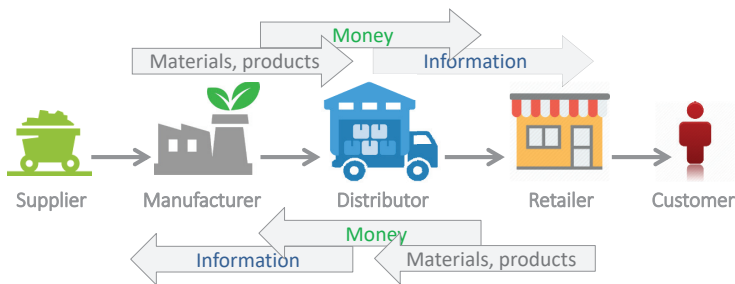 Money
Materials, products
Information
Supplier
Manufacturer
Distributor
Retailer
Customer
Money
Information
Materials, products